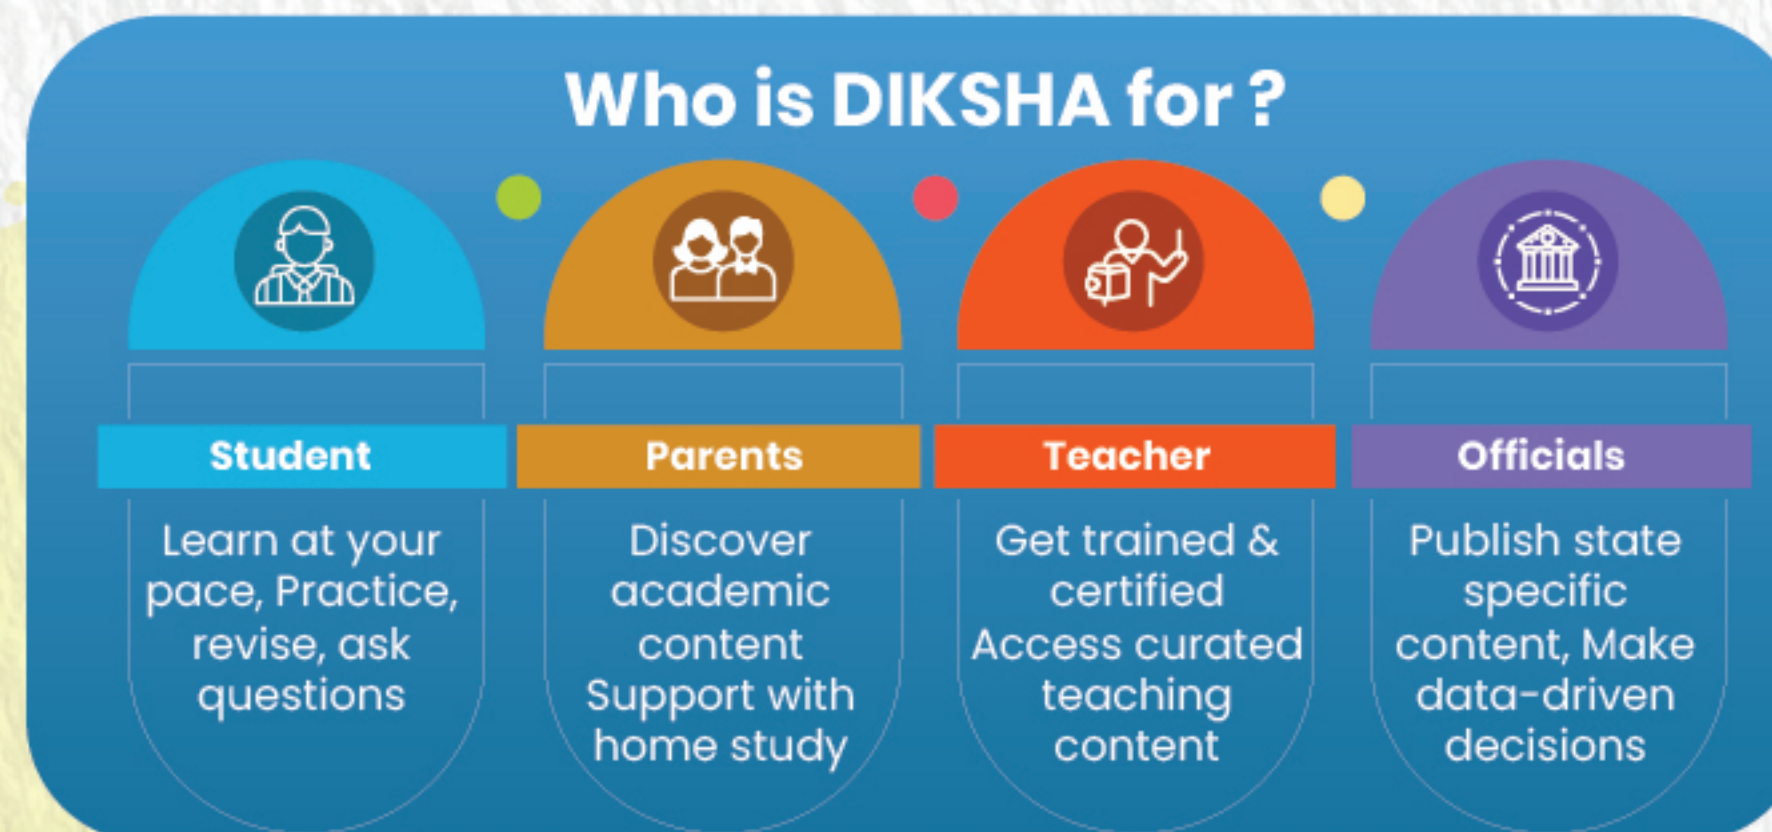 Who is DIKSHA for ?
Student
Learn at your
pace, Practice,
revise, ask
questions
Parents
Discover
academic
content
Support with
home study
Teacher
Get trained &
certified
Access curated
teaching
content
Officials
Publish state
specific
content, Make
data-driven
decisions